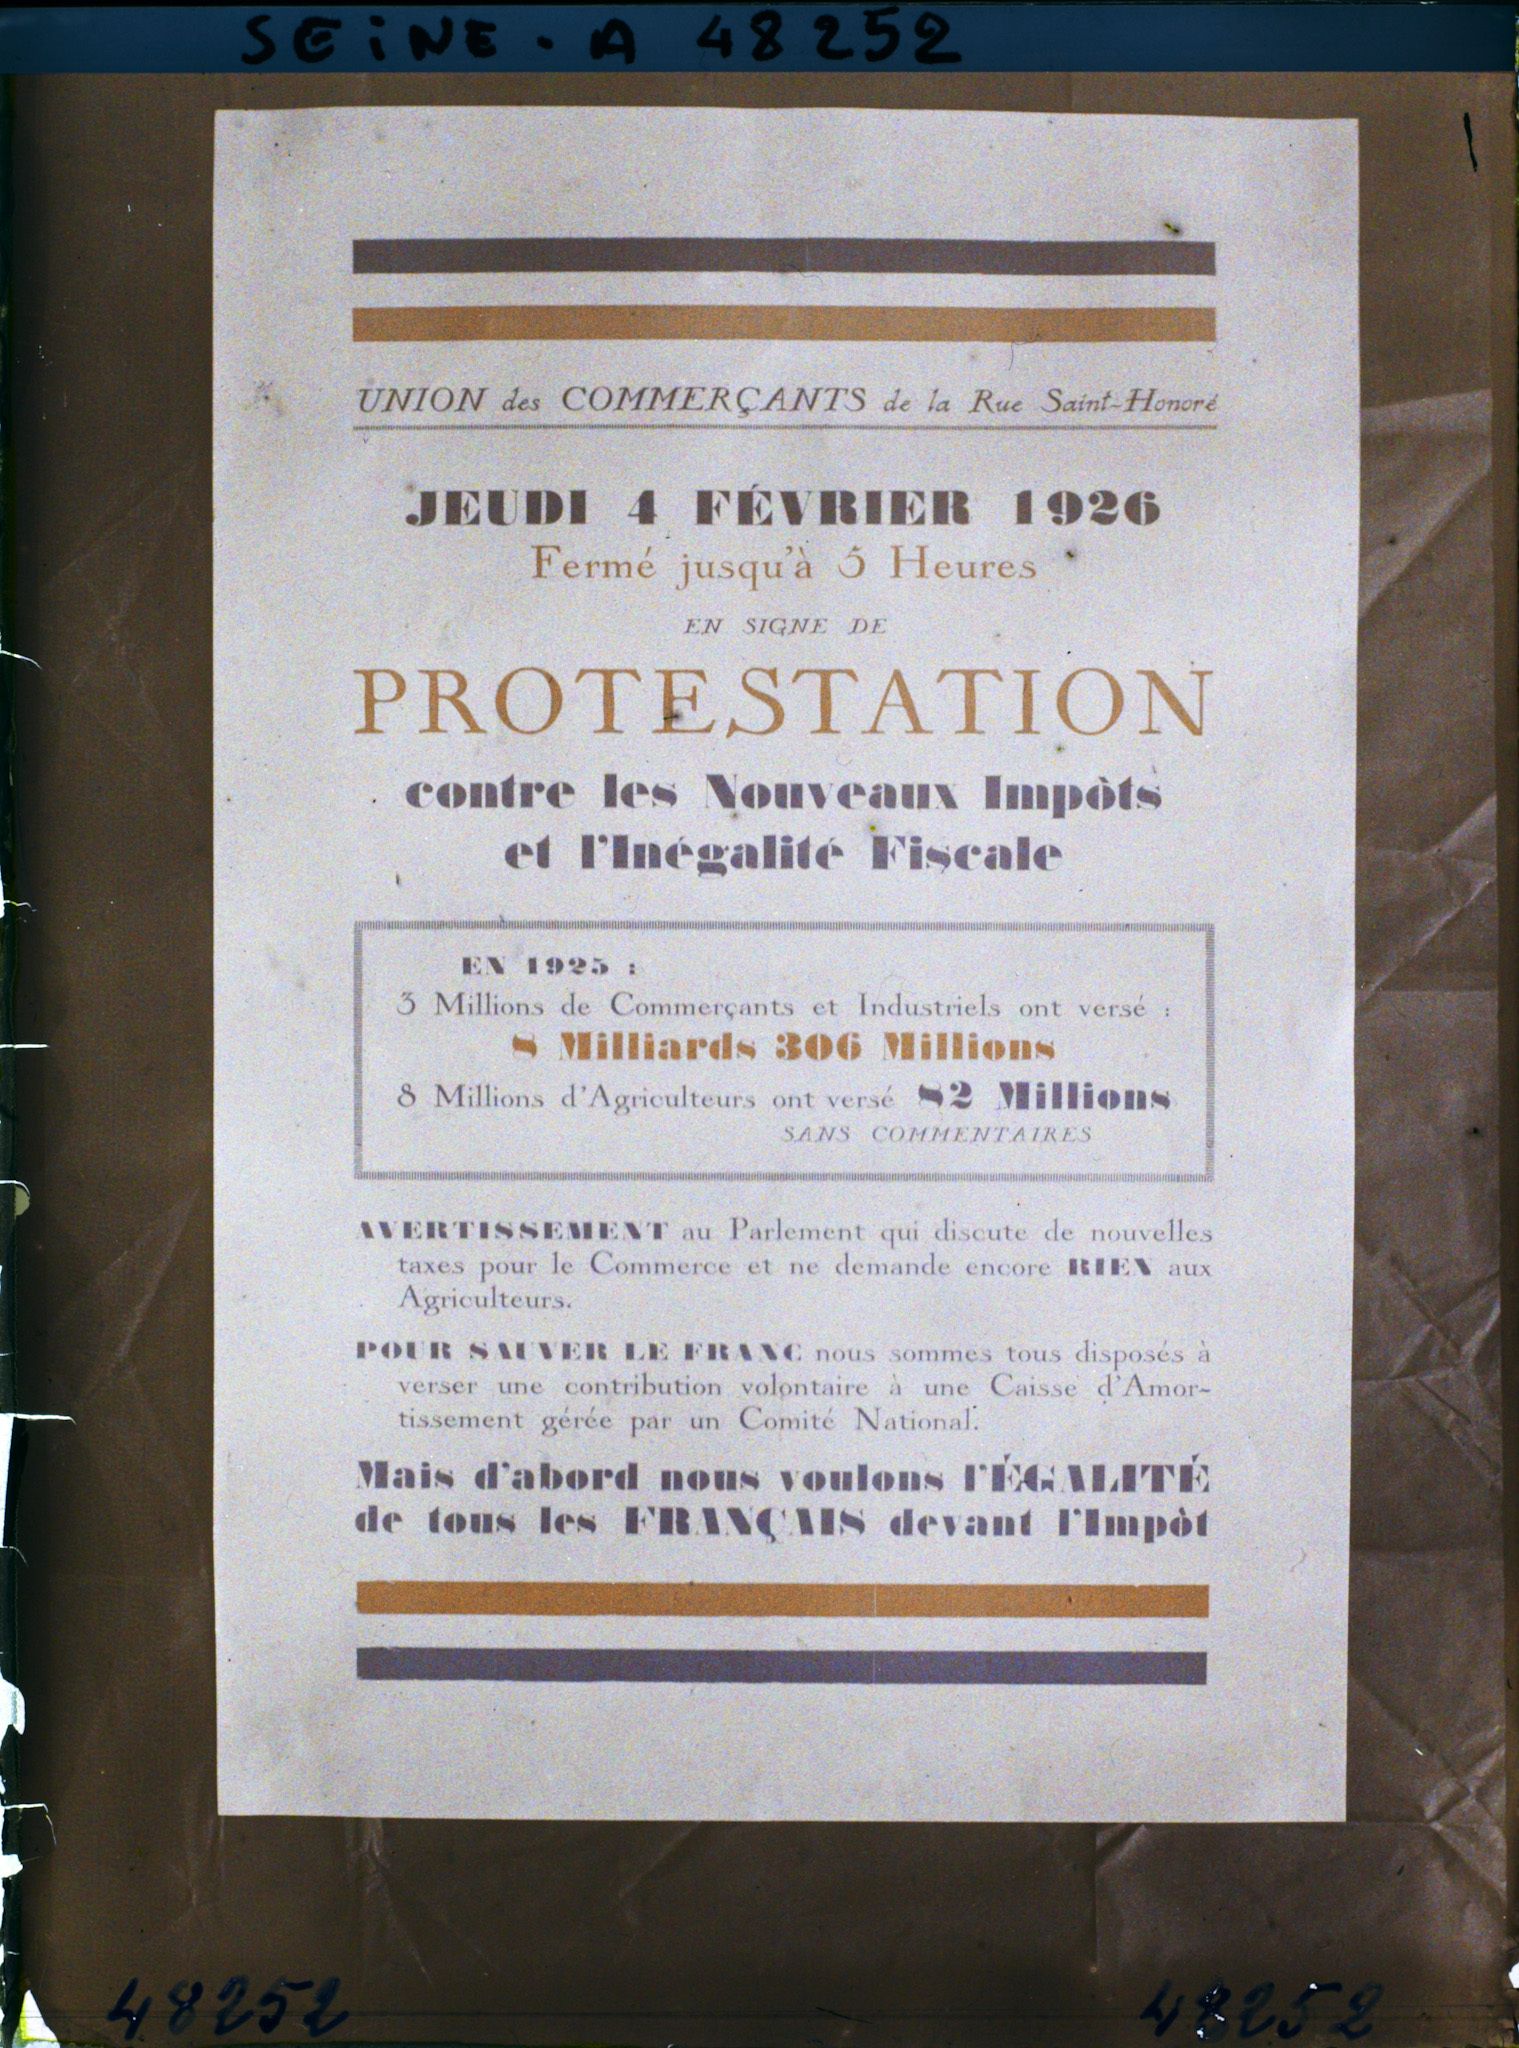 SEINE . A 48252
UNION des COMMERÇANTS de la Rue Saint-Honoré
JEUDI 4 FÉVRIER 1926
Fermé jusqu'à 5 Heures
EN SIGNE DE
PROTESTATION
contre les Nouveaux Impôts
et l'Inégalité Fiscale
EN 1925 :
3 Millions de Commerçants et Industriels ont versé :
8 Milliards 306 Millions
8 Millions d'Agriculteurs ont versé 82 Millions
SANS COMMENTAIRES
AVERTISSEMENT au Parlement qui discute de nouvelles
taxes pour le Commerce et ne demande encore RIEN aux
Agriculteurs.
POUR SAUVER LE FRANC nous sommes tous disposés à
verser une contribution volontaire à une Caisse d'Amor-
tissement gérée par un Comité National.
Mais d'abord nous voulons l'ÉGALITÉ
de tous les FRANÇAIS devant l'Impôt
48252
48252